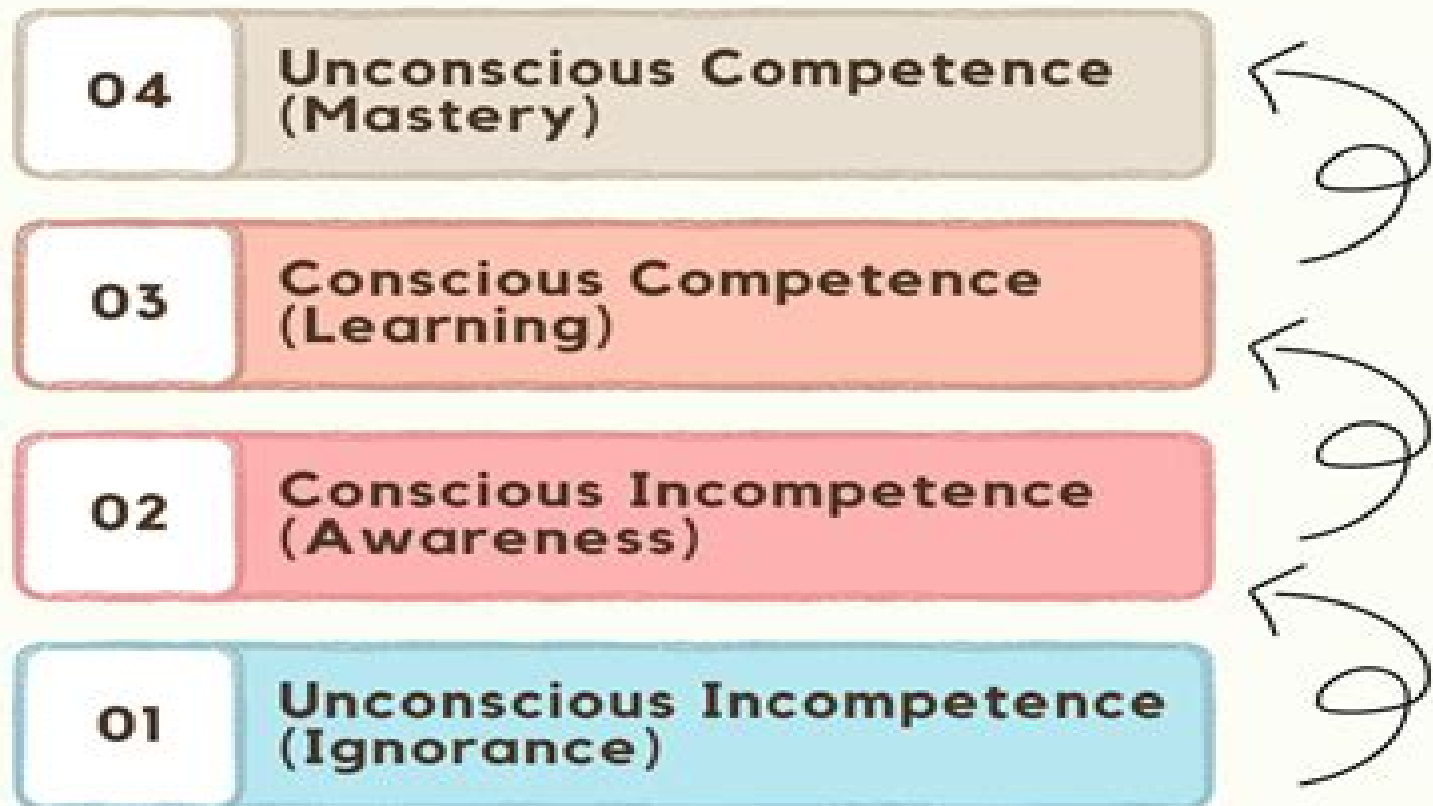 04
Unconscious Competence
(Mastery)
03
Conscious Competence
(Learning)
02
Conscious Incompetence
(Awareness)
01
Unconscious Incompetence
(Ignorance)